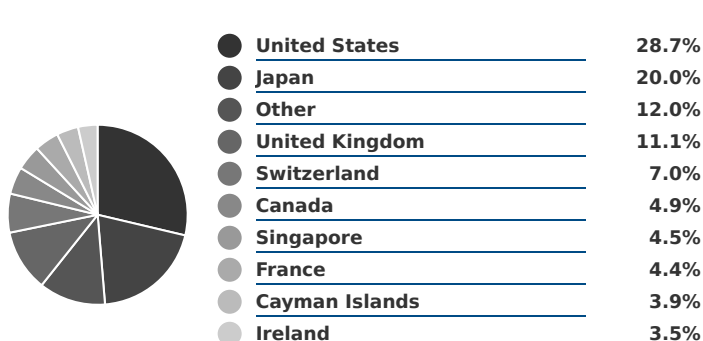 United States 28.7%
Japan 20.0%
Other 12.0%
United Kingdom 11.1%
Switzerland 7.0%
Canada 4.9%
Singapore 4.5%
France 4.4%
Cayman Islands 3.9%
Ireland 3.5%